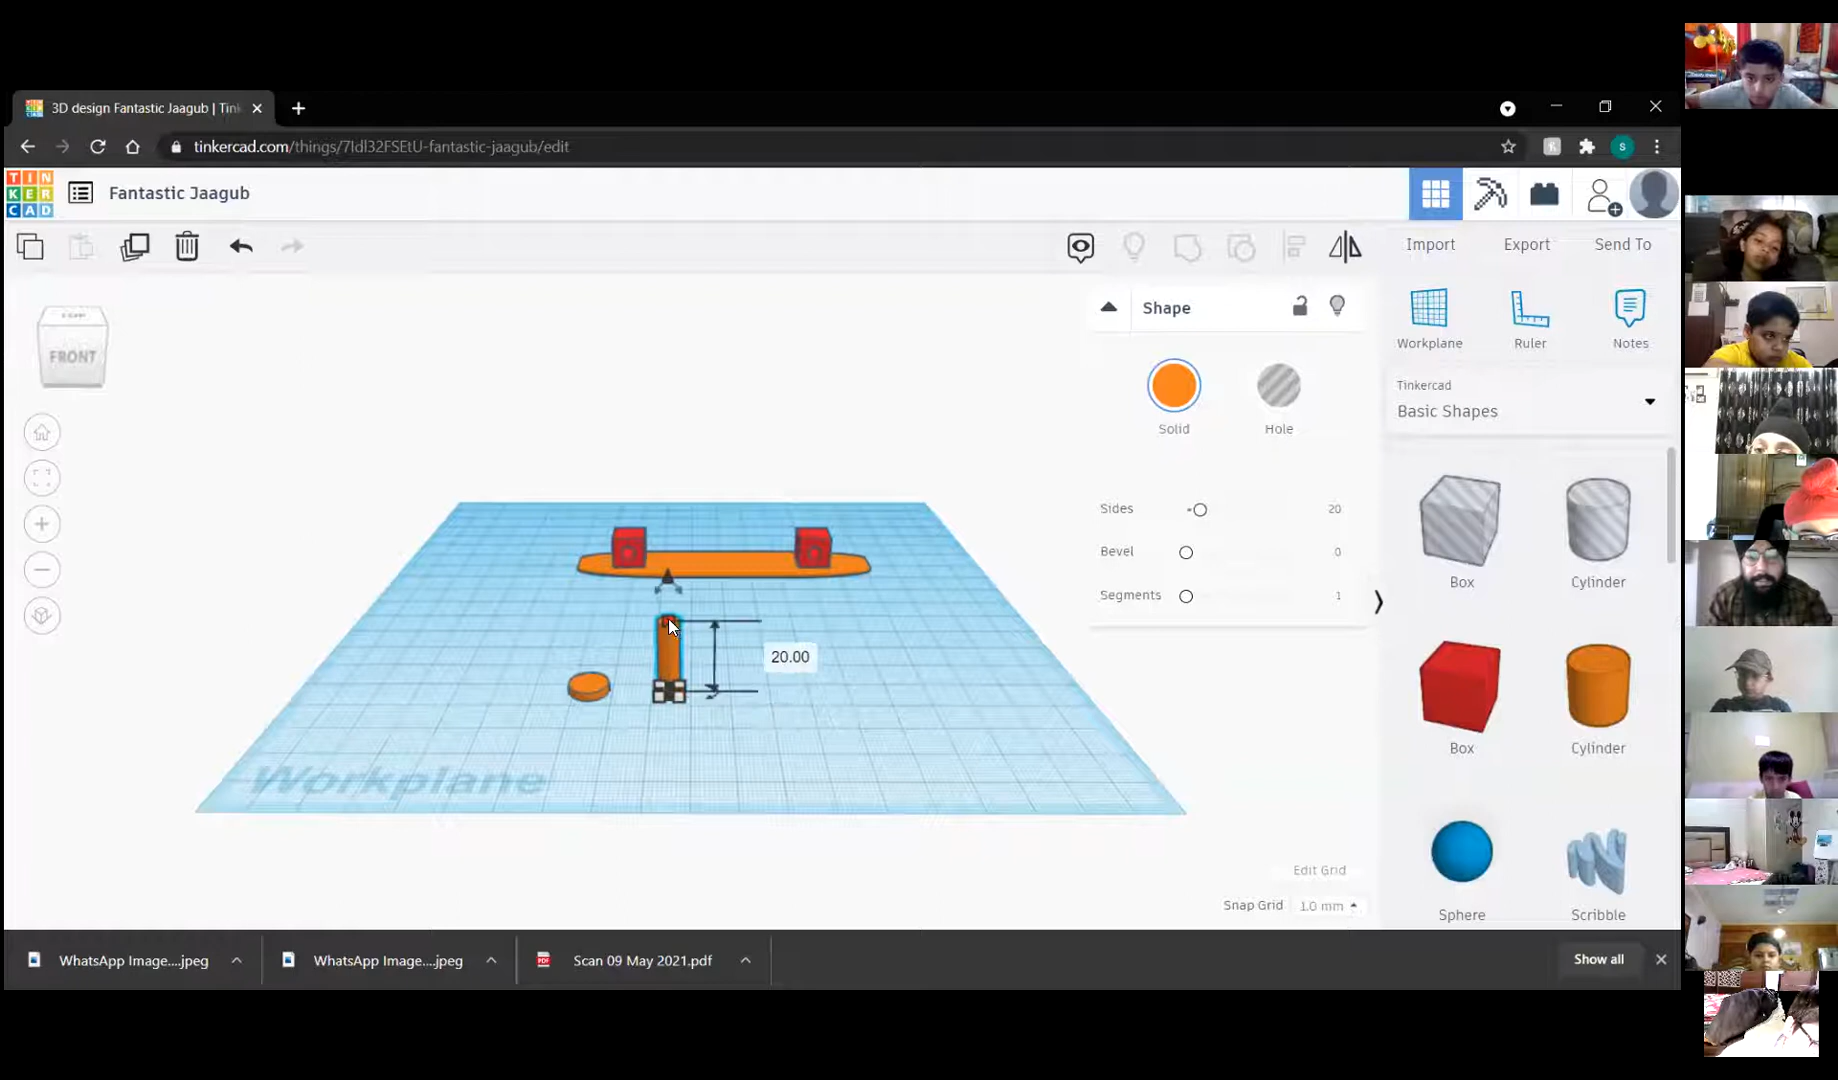 3D design Fantastic Jaagub | Tink
tinkercad.com/things/7Idl32FSEtU-fantastic-jaagub/edit
S
TIN
KER
CAD
Fantastic Jaagub
Import
Export
Send To
FRONT
Shape
Solid
Hole
Workplane
Ruler
Notes
Tinkercad
Basic Shapes
Sides
20
Bevel
0
Segments
1
Box
Cylinder
20.00
Box
Cylinder
Workplane
Edit Grid
Snap Grid
1.0 mm
Sphere
Scribble
WhatsApp Image....jpeg
WhatsApp Image....jpeg
PDF
Scan 09 May 2021.pdf
Show all